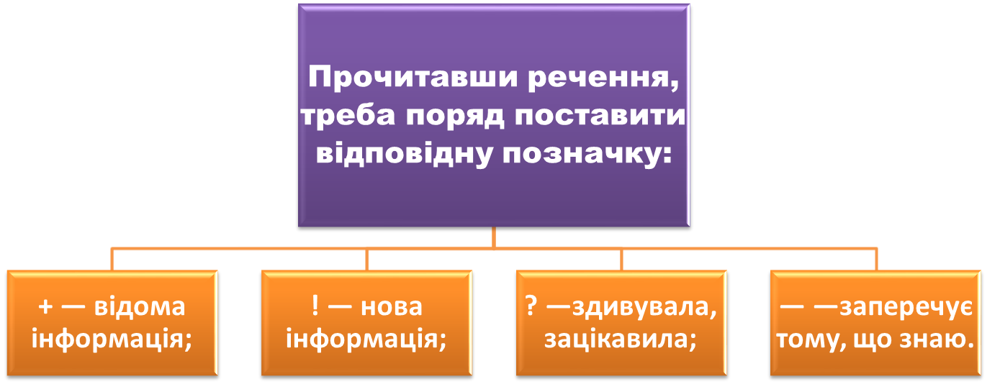 Прочитавши речення,
треба поряд поставити
відповідну позначку:
+ — відома
інформація;
! — нова
інформація;
? —здивувала,
зацікавила;
— —заперечує
тому, що знаю.